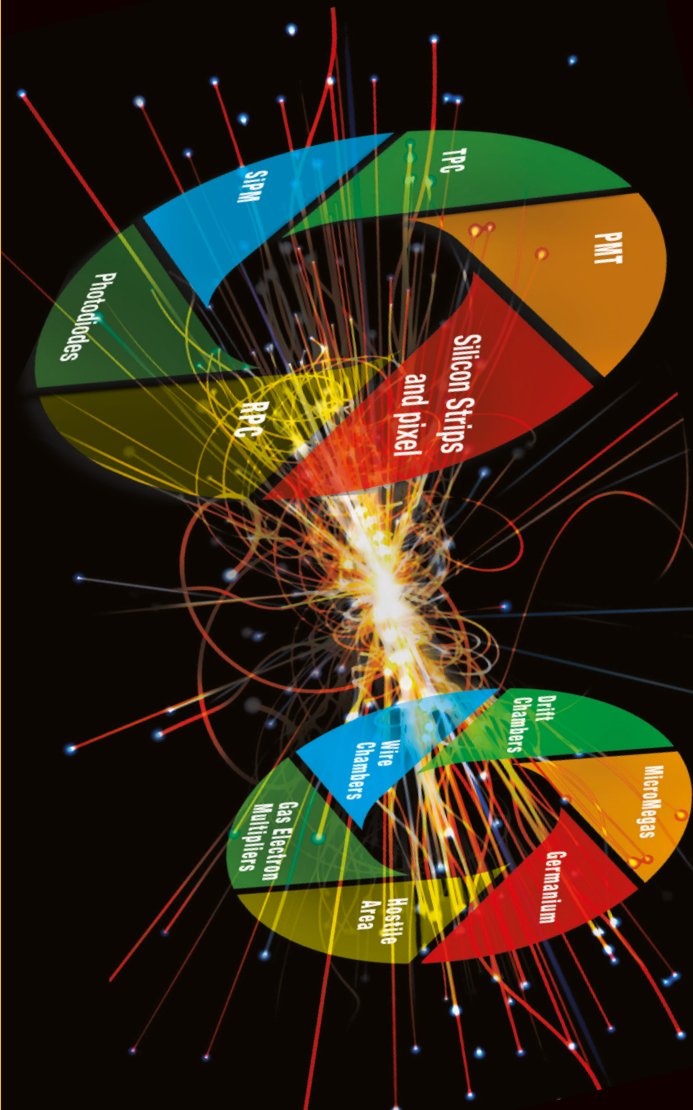 TPC
PMT
SiPM
Silicon Strips
and pixel
Photodiodes
RPC
Drift
Chambers
MicroMegas
Wire
Chambers
Germanium
Gas Electron
Multipliers
Hostile
Area